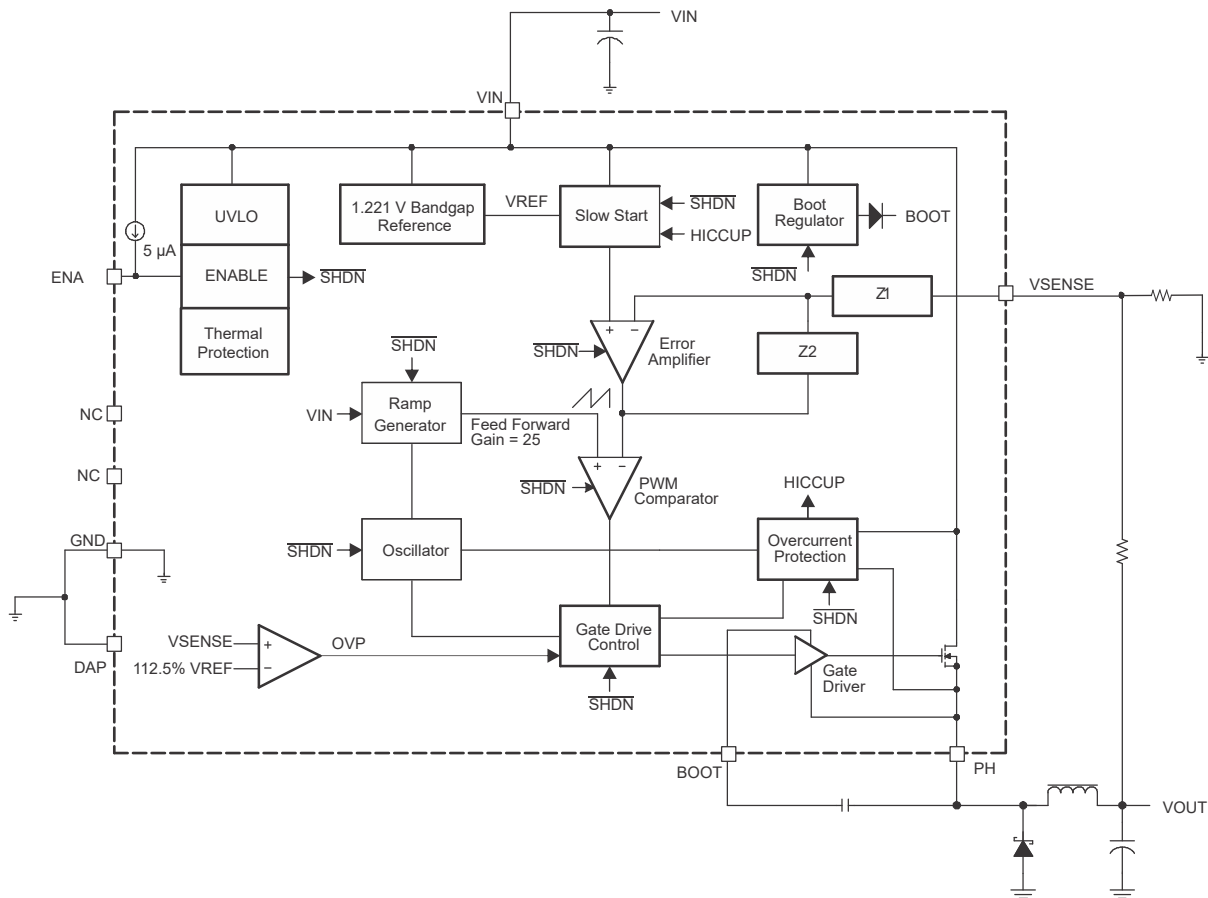 VIN
VIN
UVLO
1.221 V Bandgap
Reference
VREF
Slow Start
SHDN
HICCUP
Boot
Regulator
BOOT
5 µA
ENA
ENABLE
SHDN
SHDN
VSENSE
Z1
Thermal
Protection
SHDN
+
−
Error
Amplifier
Z2
SHDN
NC
VIN
Ramp
Generator
Feed Forward
Gain = 25
NC
SHDN
+
−
PWM
Comparator
HICCUP
GND
SHDN
Oscillator
Overcurrent
Protection
SHDN
VSENSE
+
OVP
Gate Drive
Control
DAP
112.5% VREF
−
Gate
Driver
SHDN
BOOT
PH
VOUT